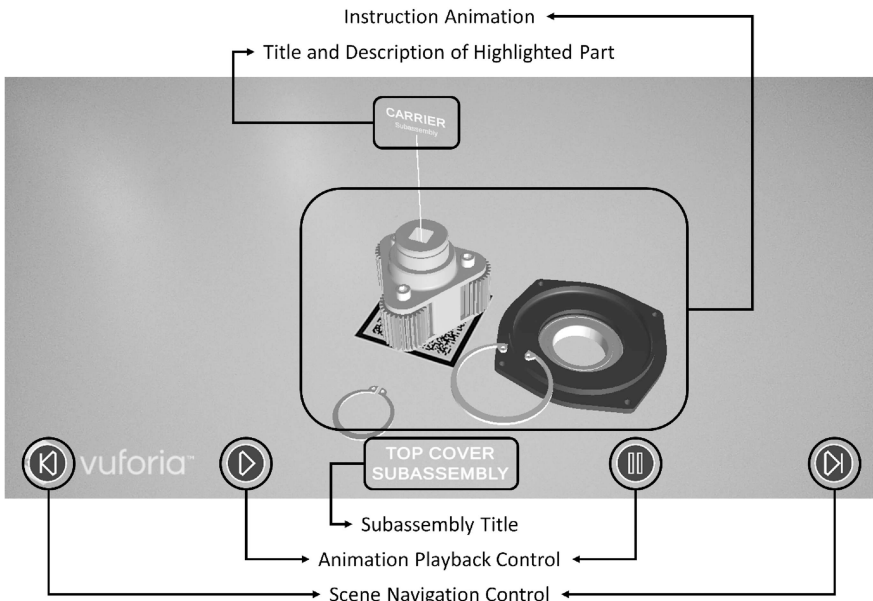 Instruction Animation
Title and Description of Highlighted Part
CARRIER
Subassembly
vuforia™
TOP COVER
SUBASSEMBLY
Subassembly Title
Animation Playback Control
Scene Navigation Control